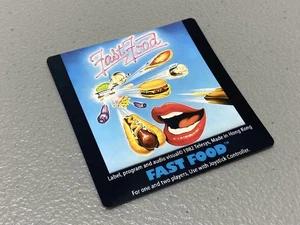 Fast Food
Label, program and audio visual© 1982 Telesys, Made in Hong Kong
FAST FOOD™
For one and two players, Use with Joystick Controller.